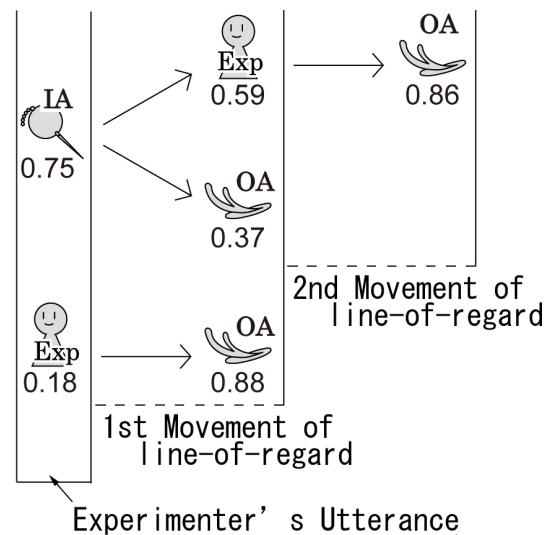 OA
Exp
0.59
0.86
IA
0.75
OA
0.37
2nd Movement of
line-of-regard
Exp
0.18
OA
0.88
1st Movement of
line-of-regard
Experimenter's Utterance